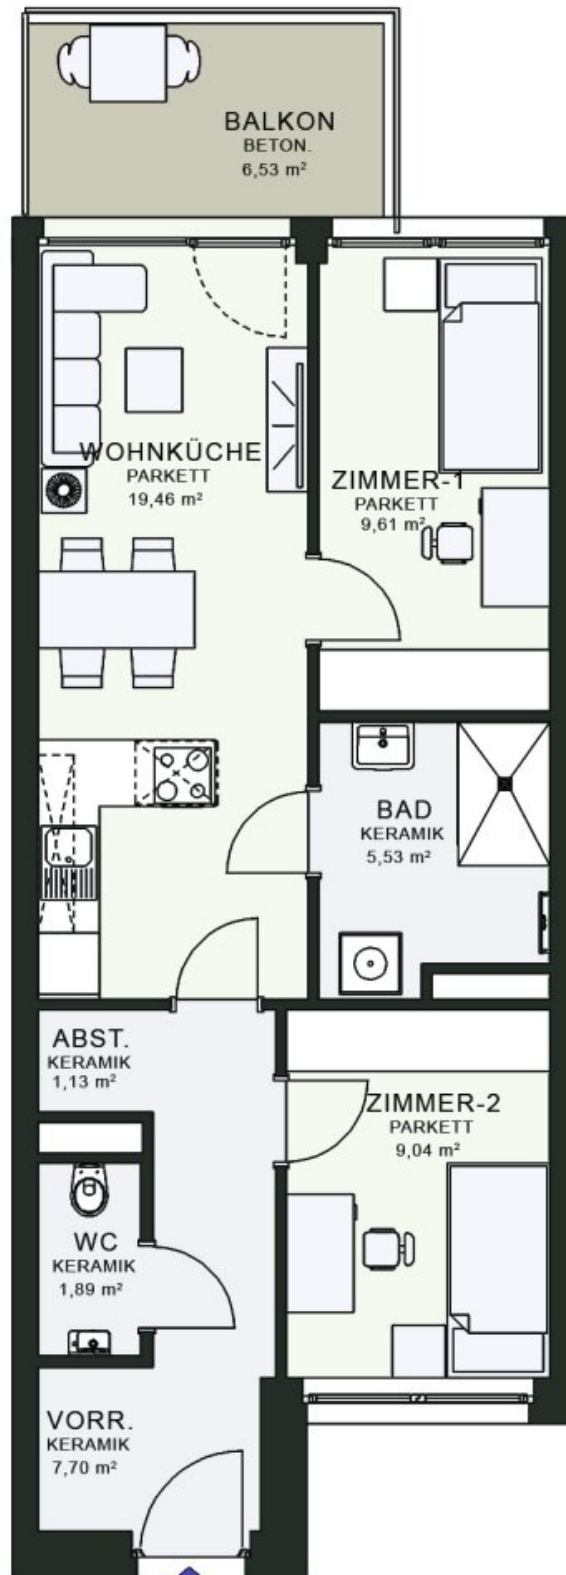 BALKON
BETON.
6,53 m²
WOHNKÜCHE
PARKETT
19,46 m²
ZIMMER-1
PARKETT
9,61 m²
BAD
KERAMIK
5,53 m²
ABST.
KERAMIK
1,13 m²
ZIMMER-2
PARKETT
9,04 m²
WC
KERAMIK
1,89 m²
VORR.
KERAMIK
7,70 m²